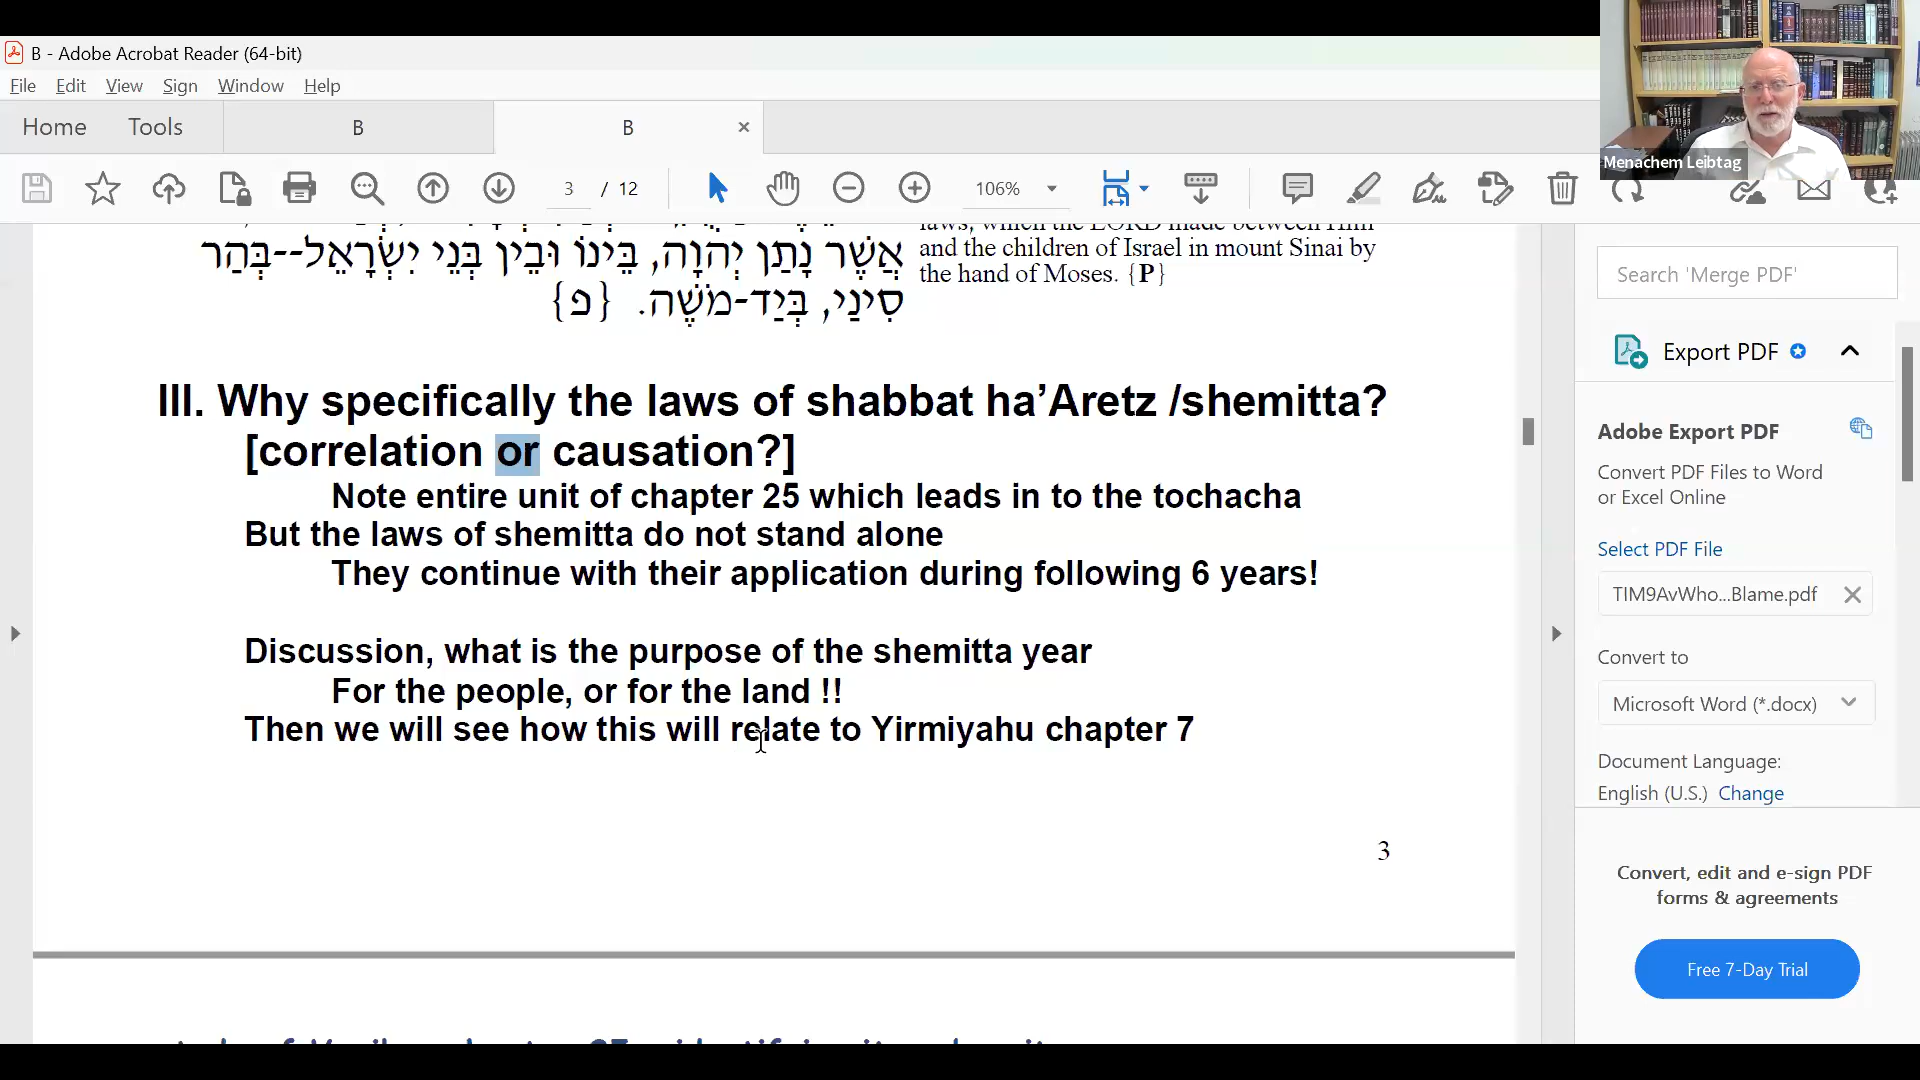 B - Adobe Acrobat Reader (64-bit)
File Edit View Sign Window Help
Home Tools B B ×
3 / 12 106%
Menachem Leibtag
laws, which the LORD made between Him
and the children of Israel in mount Sinai by
the hand of Moses. {P}
אֲשֶׁר נָתַן יְהוָה, בֵּינוֹ וּבֵין בְּנֵי יִשְׂרָאֵל--בְּהַר
סִינַי, בְּיַד-מֹשֶׁה. {פ}
III. Why specifically the laws of shabbat ha’Aretz /shemitta?
[correlation or causation?]
Note entire unit of chapter 25 which leads in to the tochacha
But the laws of shemitta do not stand alone
They continue with their application during following 6 years!
Discussion, what is the purpose of the shemitta year
For the people, or for the land !!
Then we will see how this will relate to Yirmiyahu chapter 7
3
Search 'Merge PDF'
Export PDF
Adobe Export PDF
Convert PDF Files to Word
or Excel Online
Select PDF File
TIM9AvWho...Blame.pdf
Convert to
Microsoft Word (*.docx)
Document Language:
English (U.S.) Change
Convert, edit and e-sign PDF
forms & agreements
Free 7-Day Trial